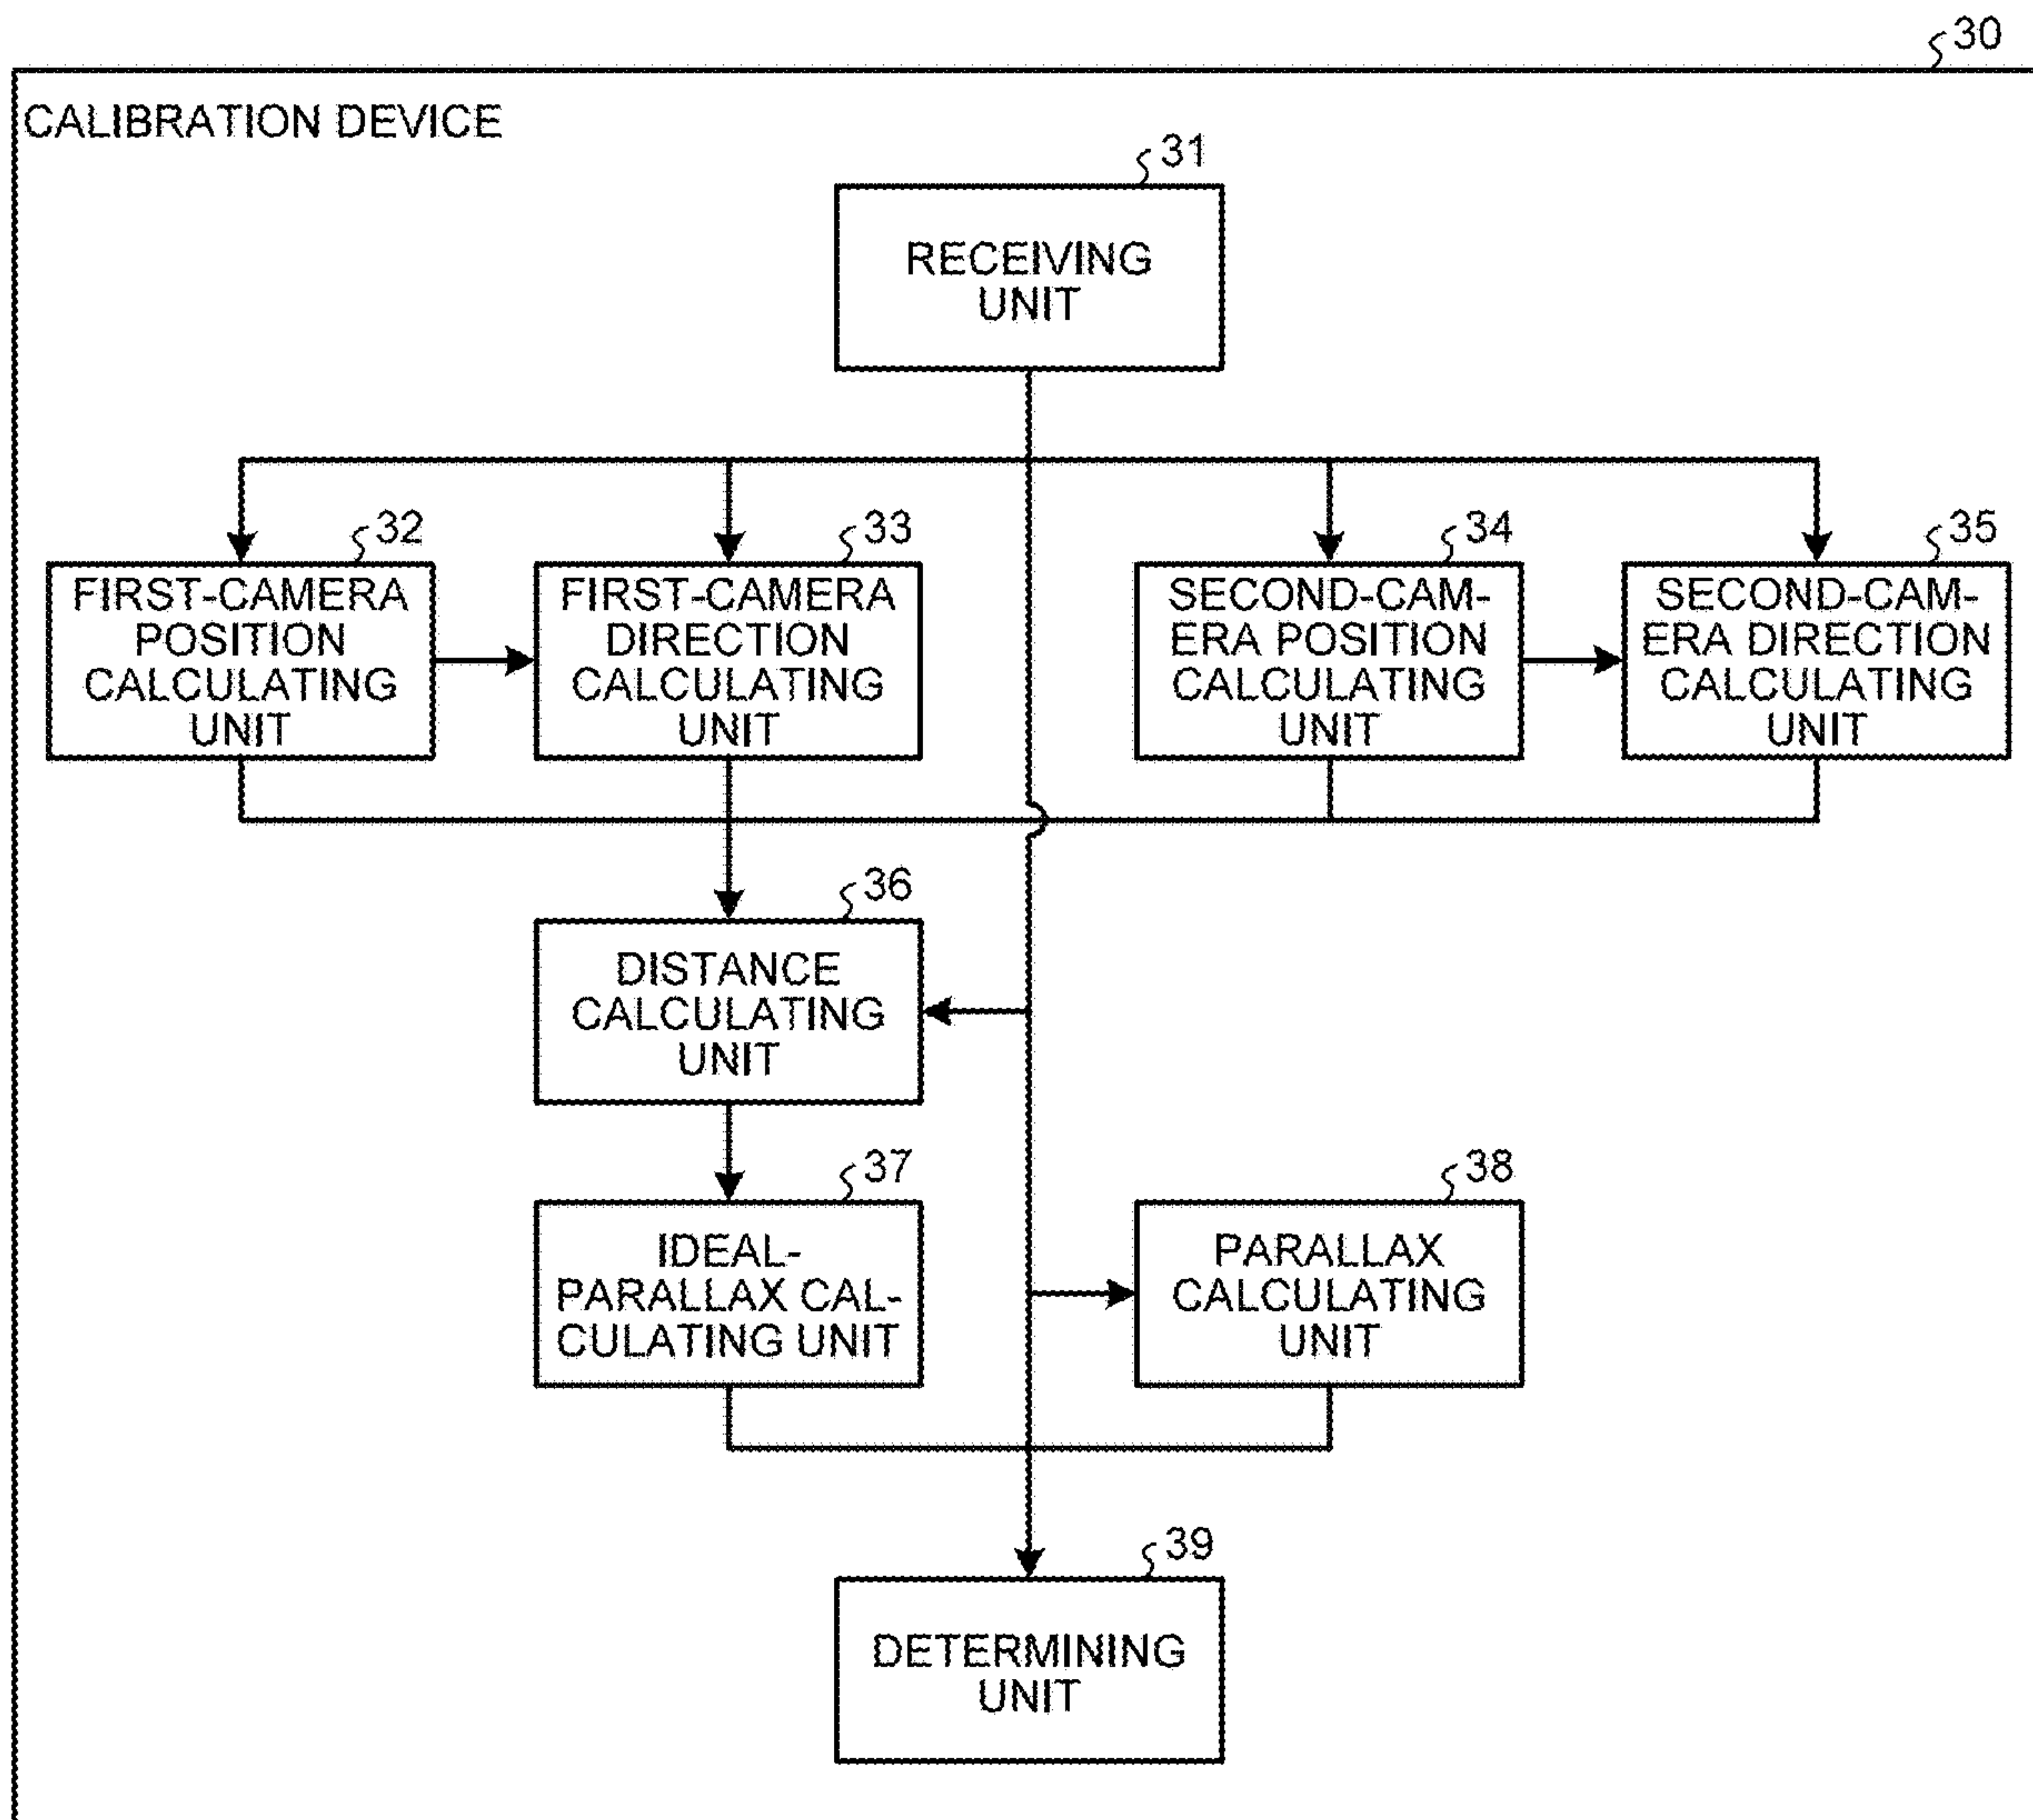 30
CALIBRATION DEVICE
31
RECEIVING
UNIT
32
FIRST-CAMERA
POSITION
CALCULATING
UNIT
33
FIRST-CAMERA
DIRECTION
CALCULATING
UNIT
34
SECOND-CAM-
ERA POSITION
CALCULATING
UNIT
35
SECOND-CAM-
ERA DIRECTION
CALCULATING
UNIT
36
DISTANCE
CALCULATING
UNIT
37
IDEAL-
PARALLAX CAL-
CULATING UNIT
38
PARALLAX
CALCULATING
UNIT
39
DETERMINING
UNIT